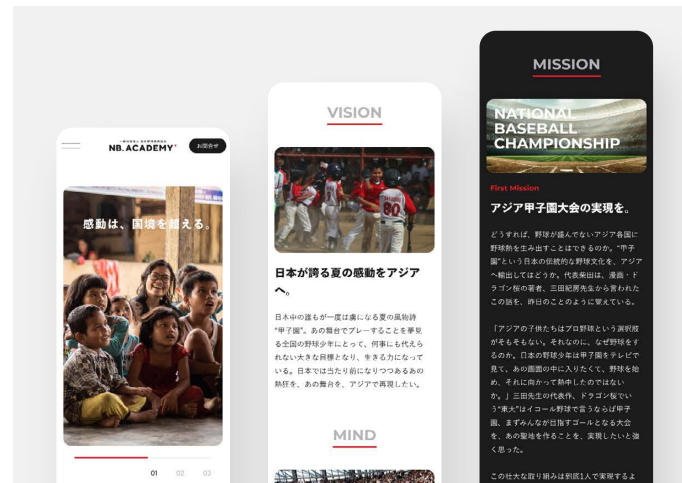 NB.ACADEMY
お問合せ
感動は、国境を越える。
01 02 03
VISION
日本が誇る夏の感動をアジア
へ。
日本中の誰もが一度は虜になる夏の風物詩
“甲子園”。あの舞台でプレーすることを夢見
る全国の野球少年にとって、何事にも代えら
れない大きな目標となり、生きる力になって
いる。日本では当たり前になりつつあるあの
熱狂を、あの舞台を、アジアで再現したい。
MIND
MISSION
NATIONAL
BASEBALL
CHAMPIONSHIP
First Mission
アジア甲子園大会の実現を。
どうすれば、野球が盛んでないアジア各国に
野球熱を生み出すことはできるのか。“甲子
園”という日本の伝統的な野球文化を、アジア
へ輸出してはどうか。代表柴田は、漫画・ド
ラゴン桜の著者、三田紀房先生から言われた
この話を、昨日のことのように覚えている。
「アジアの子供たちはプロ野球という選択肢
がそもそもない。それなのに、なぜ野球をす
るのか。日本の野球少年は甲子園をテレビで
見て、あの画面の中に入りたくて、野球を始
め、それに向かって熱中したのではない
か。」三田先生の代表作、ドラゴン桜でい
う“東大”はイコール野球で言うならば甲子
園、まずみんなが目指すゴールとなる大会
を、あの聖地を作ることを、実現したいと強
く思った。
この壮大な取り組みは到底1人で実現するよ